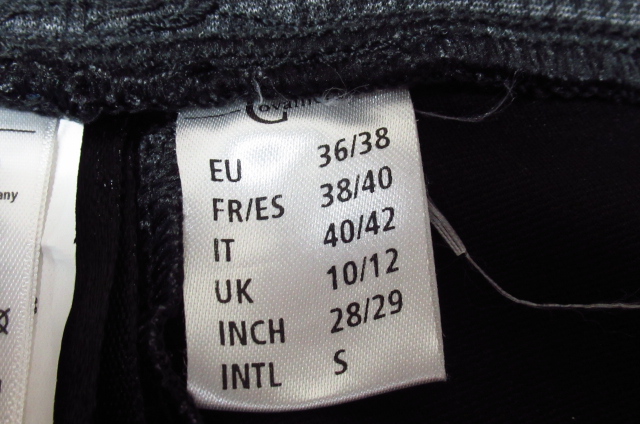 EU 36/38
FR/ES 38/40
IT 40/42
UK 10/12
INCH 28/29
INTL S